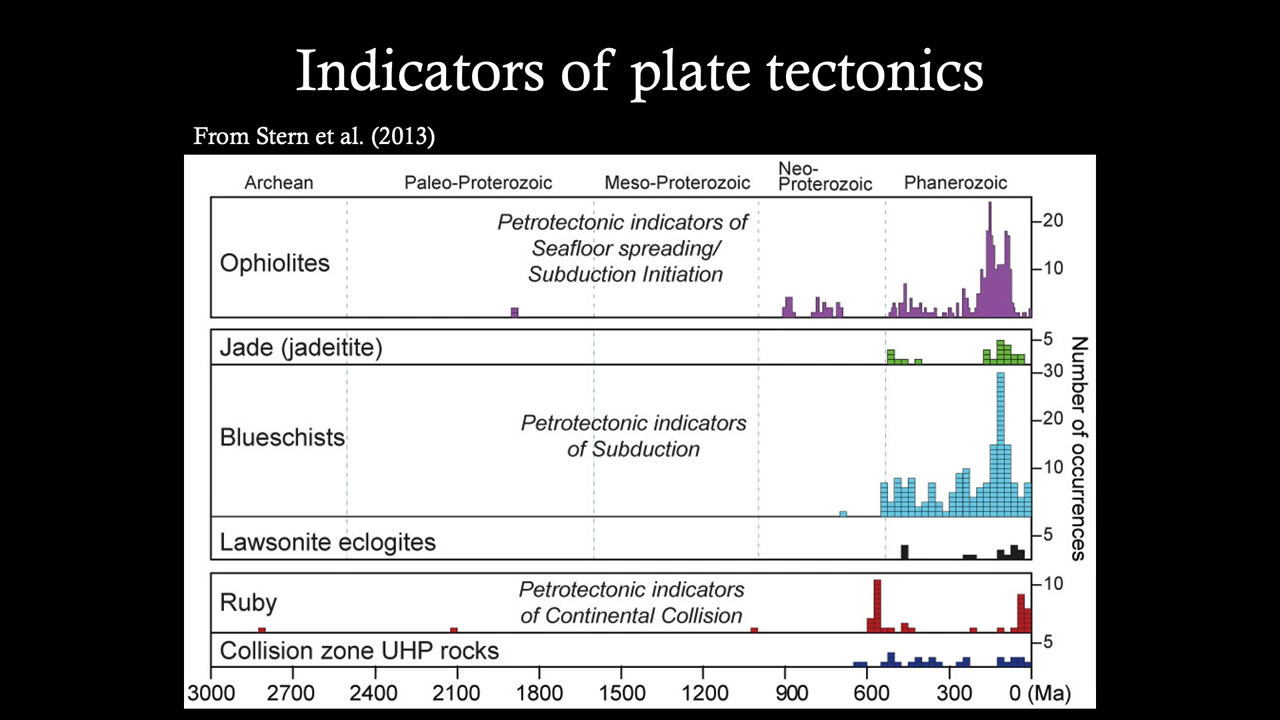 Indicators of plate tectonics
From Stern et al. (2013)
Archean
Paleo-Proterozoic
Meso-Proterozoic
Neo-
Proterozoic
Phanerozoic
Ophiolites
Petrotectonic indicators of
Seafloor spreading/
Subduction Initiation
20
10
Jade (jadeitite)
5
30
Blueschists
Petrotectonic indicators
of Subduction
20
10
Lawsonite eclogites
5
Number of occurrences
Ruby
Petrotectonic indicators
of Continental Collision
10
Collision zone UHP rocks
5
3000 2700 2400 2100 1800 1500 1200 900 600 300 0 (Ma)